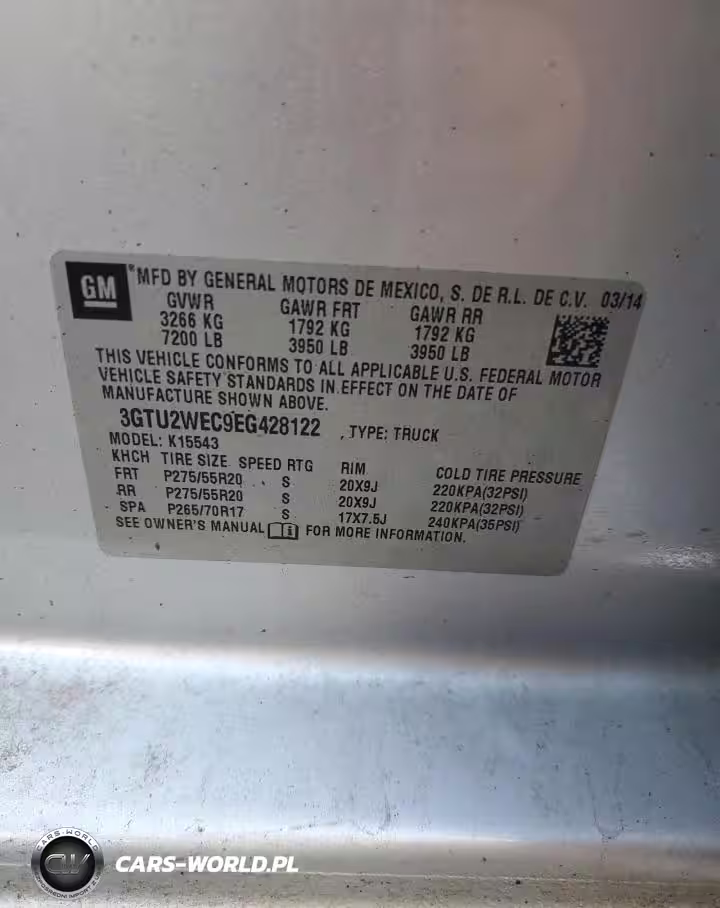 GM *MFD BY GENERAL MOTORS DE MEXICO, S. DE R.L. DE C.V. 03/14
GVWR GAWR FRT GAWR RR
3266 KG 1792 KG 1792 KG
7200 LB 3950 LB 3950 LB
THIS VEHICLE CONFORMS TO ALL APPLICABLE U.S. FEDERAL MOTOR
VEHICLE SAFETY STANDARDS IN EFFECT ON THE DATE OF
MANUFACTURE SHOWN ABOVE.
3GTU2WEC9EG428122 , TYPE: TRUCK
MODEL: K15543
KHCH TIRE SIZE SPEED RTG RIM COLD TIRE PRESSURE
FRT P275/55R20 S 20X9J 220KPA(32PSI)
RR P275/55R20 S 20X9J 220KPA(32PSI)
SPA P265/70R17 S 17X7.5J 240KPA(35PSI)
SEE OWNER'S MANUAL FOR MORE INFORMATION.
CARS-WORLD
CW
CARS-WORLD.PL